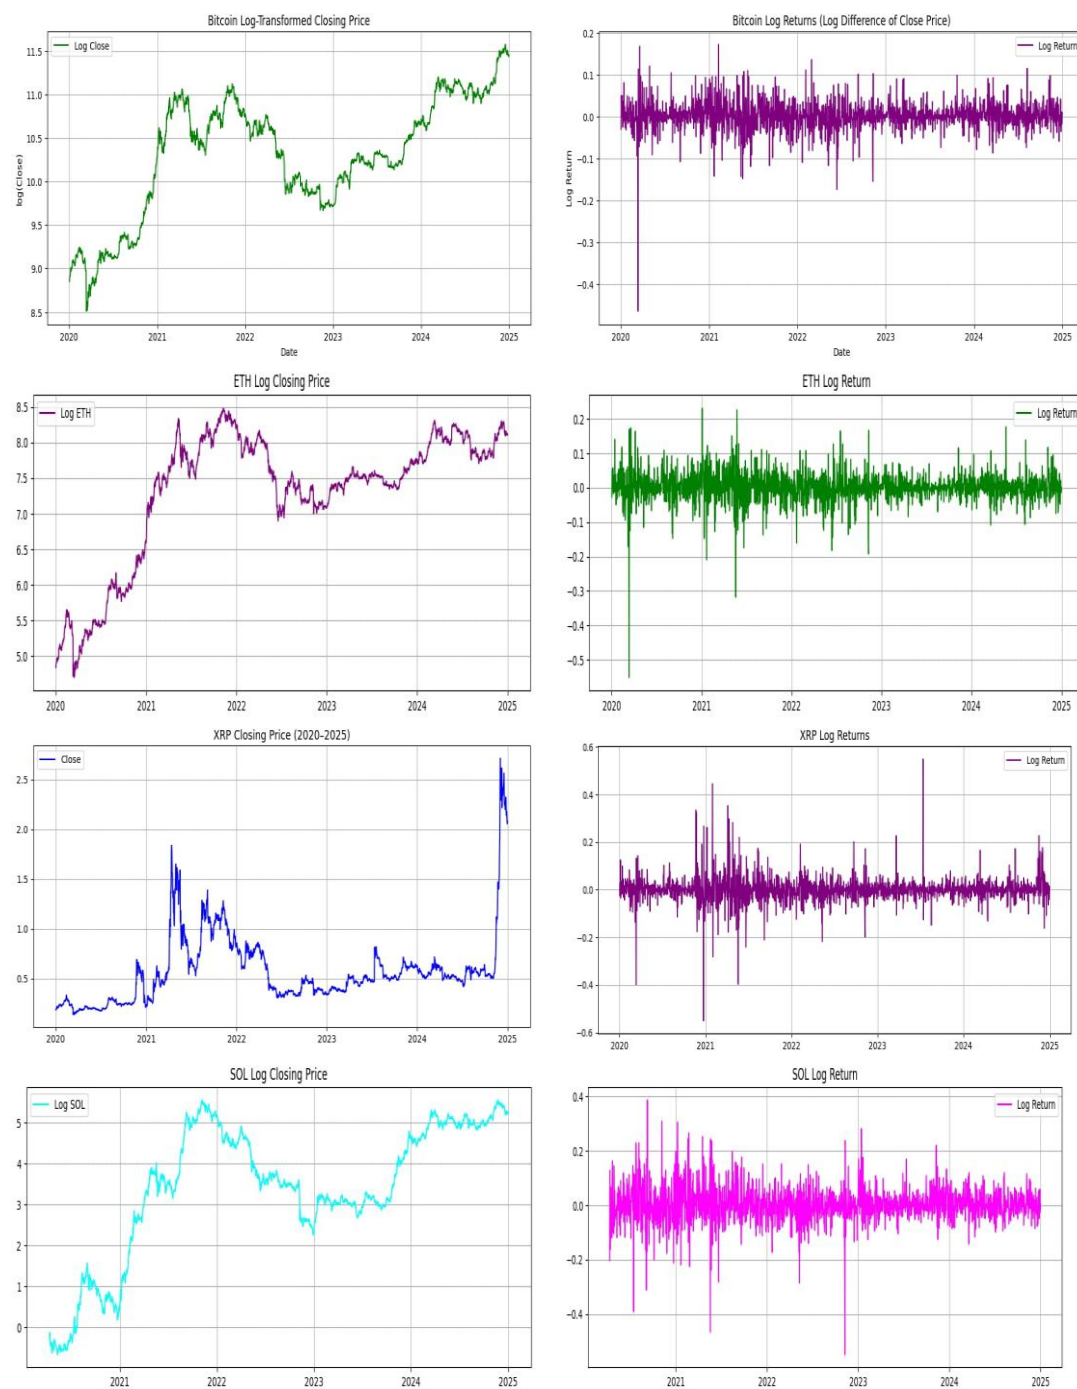 Bitcoin Log-Transformed Closing Price
Log Close
log(Close)
11.5
11.0
10.5
10.0
9.5
9.0
8.5
2020 2021 2022 2023 2024 2025
Date
Bitcoin Log Returns (Log Difference of Close Price)
Log Return
Log Return
0.2
0.1
0.0
−0.1
−0.2
−0.3
−0.4
2020 2021 2022 2023 2024 2025
Date
ETH Log Closing Price
Log ETH
8.5
8.0
7.5
7.0
6.5
6.0
5.5
5.0
2020 2021 2022 2023 2024 2025
ETH Log Return
Log Return
0.2
0.1
0.0
−0.1
−0.2
−0.3
−0.4
−0.5
2020 2021 2022 2023 2024 2025
XRP Closing Price (2020–2025)
Close
2.5
2.0
1.5
1.0
0.5
2020 2021 2022 2023 2024 2025
XRP Log Returns
Log Return
0.6
0.4
0.2
0.0
−0.2
−0.4
−0.6
2020 2021 2022 2023 2024 2025
SOL Log Closing Price
Log SOL
5
4
3
2
1
0
2021 2022 2023 2024 2025
SOL Log Return
Log Return
0.4
0.2
0.0
−0.2
−0.4
2021 2022 2023 2024 2025